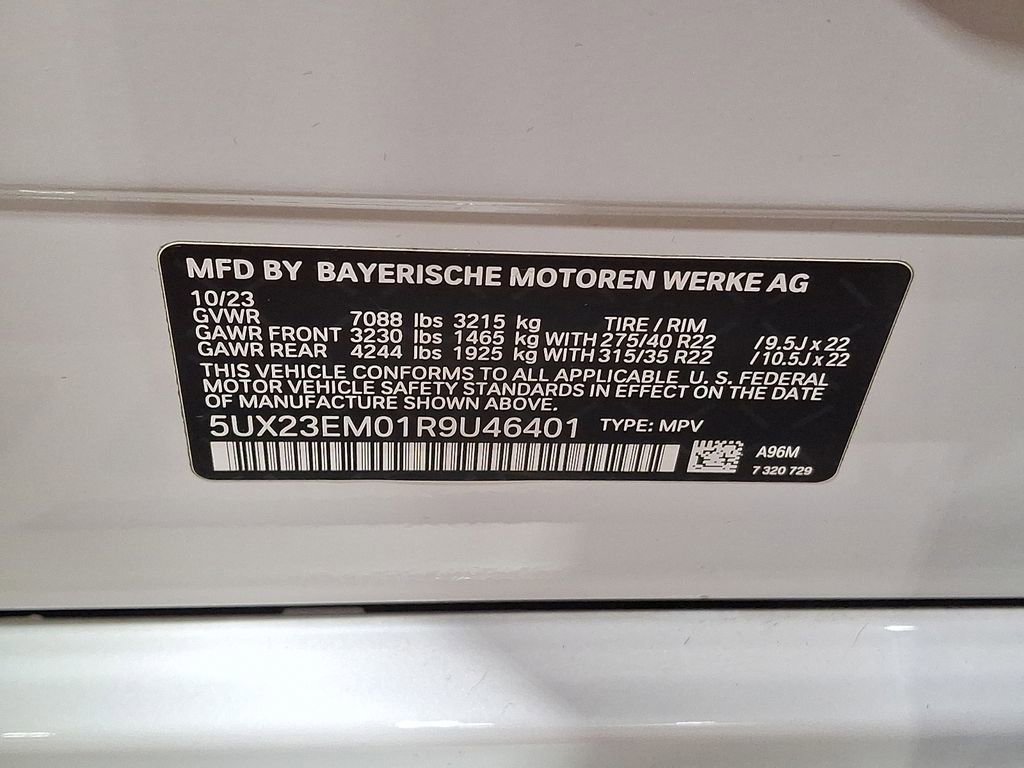 MFD BY BAYERISCHE MOTOREN WERKE AG
10/23
GVWR 7088 lbs 3215 kg TIRE / RIM
GAWR FRONT 3230 lbs 1465 kg WITH 275/40 R22 / 9.5J x 22
GAWR REAR 4244 lbs 1925 kg WITH 315/35 R22 / 10.5J x 22
THIS VEHICLE CONFORMS TO ALL APPLICABLE U. S. FEDERAL
MOTOR VEHICLE SAFETY STANDARDS IN EFFECT ON THE DATE
OF MANUFACTURE SHOWN ABOVE.
5UX23EM01R9U46401 TYPE: MPV
A96M
7 320 729